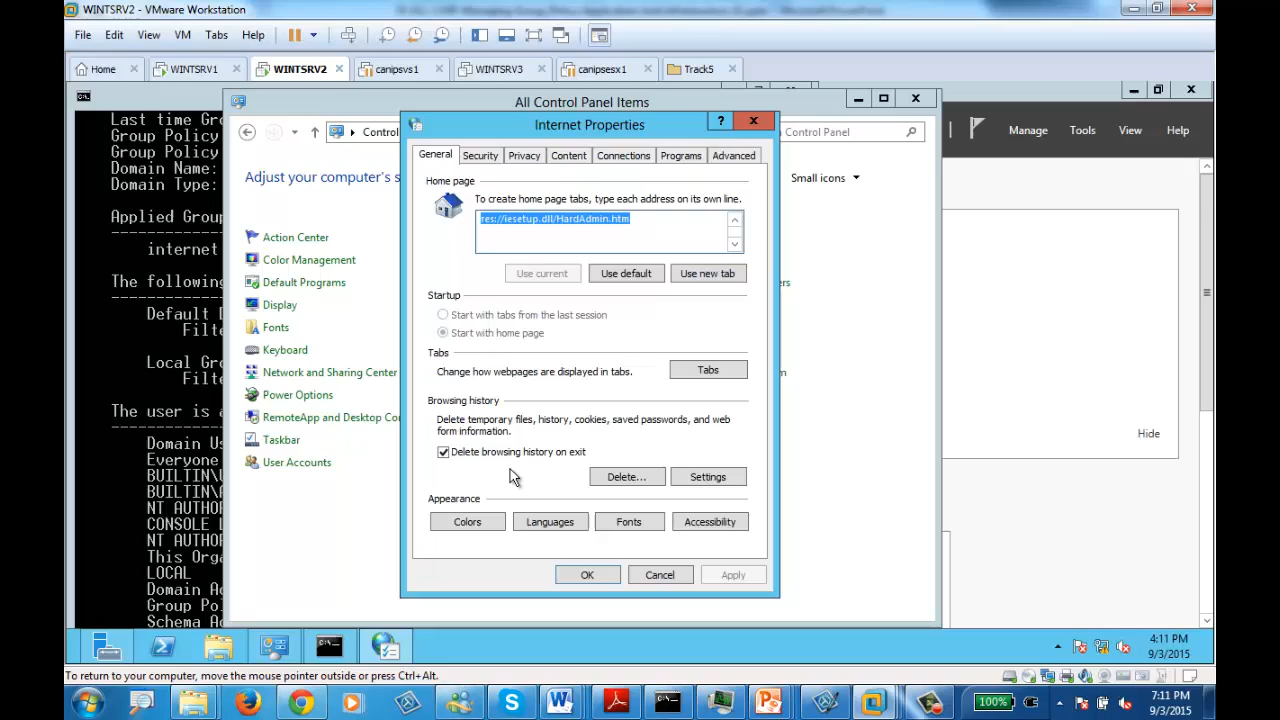 WINTSRV2 - VMware Workstation
File Edit View VM Tabs Help
Home WINTSRV1 WINTSRV2 canipsvs1 WINTSRV3 canipsesx1 Track5
All Control Panel Items
Internet Properties
Last time Gro
Group Policy
Group Policy
Domain Name:
Domain Type:
Applied Group
internet
The following
Default D
Filte
Local Gro
Filte
The user is a
Domain Us
Everyone
BUILTIN\
BUILTIN\
NT AUTHOR
CONSOLE L
NT AUTHOR
This Orga
LOCAL
Domain Ad
Group Pol
Schema Ad
Control
Control Panel
Adjust your computer's s
Small icons
Action Center
Color Management
Default Programs
Display
Fonts
Keyboard
Network and Sharing Center
Power Options
RemoteApp and Desktop Co
Taskbar
User Accounts
ers
m
General Security Privacy Content Connections Programs Advanced
Home page
To create home page tabs, type each address on its own line.
res://iesetup.dll/HardAdmin.htm
Use current Use default Use new tab
Startup
Start with tabs from the last session
Start with home page
Tabs
Change how webpages are displayed in tabs. Tabs
Browsing history
Delete temporary files, history, cookies, saved passwords, and web
form information.
Delete browsing history on exit
Delete... Settings
Appearance
Colors Languages Fonts Accessibility
OK Cancel Apply
Manage Tools View Help
Hide
4:11 PM
9/3/2015
To return to your computer, move the mouse pointer outside or press Ctrl+Alt.
100%
7:11 PM
9/3/2015